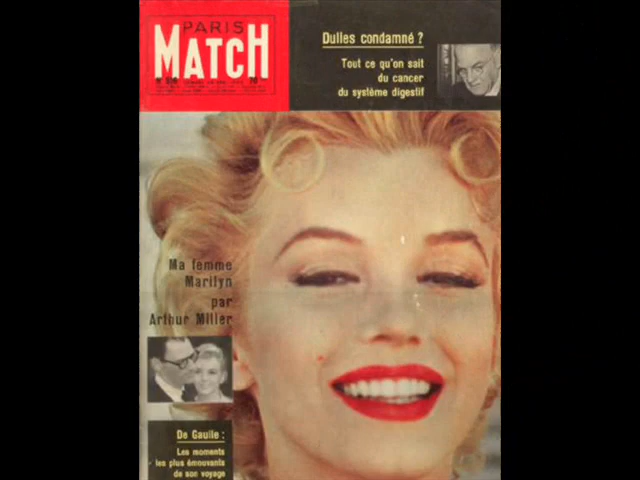 PARIS
MATCH
Dulles condamné ?
Tout ce qu'on sait
du cancer
du système digestif
Ma femme
Marilyn
par
Arthur Miller
De Gaulle :
Les moments
les plus émouvants
de son voyage